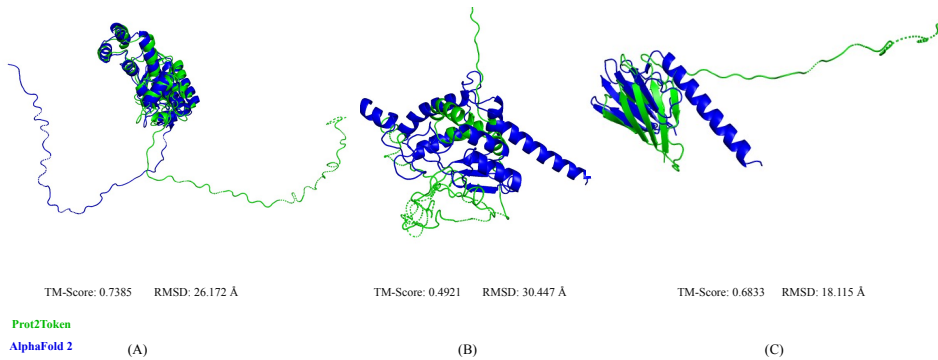 TM-Score: 0.7385 RMSD: 26.172 Å
TM-Score: 0.4921 RMSD: 30.447 Å
TM-Score: 0.6833 RMSD: 18.115 Å
Prot2Token
AlphaFold 2
(A)
(B)
(C)